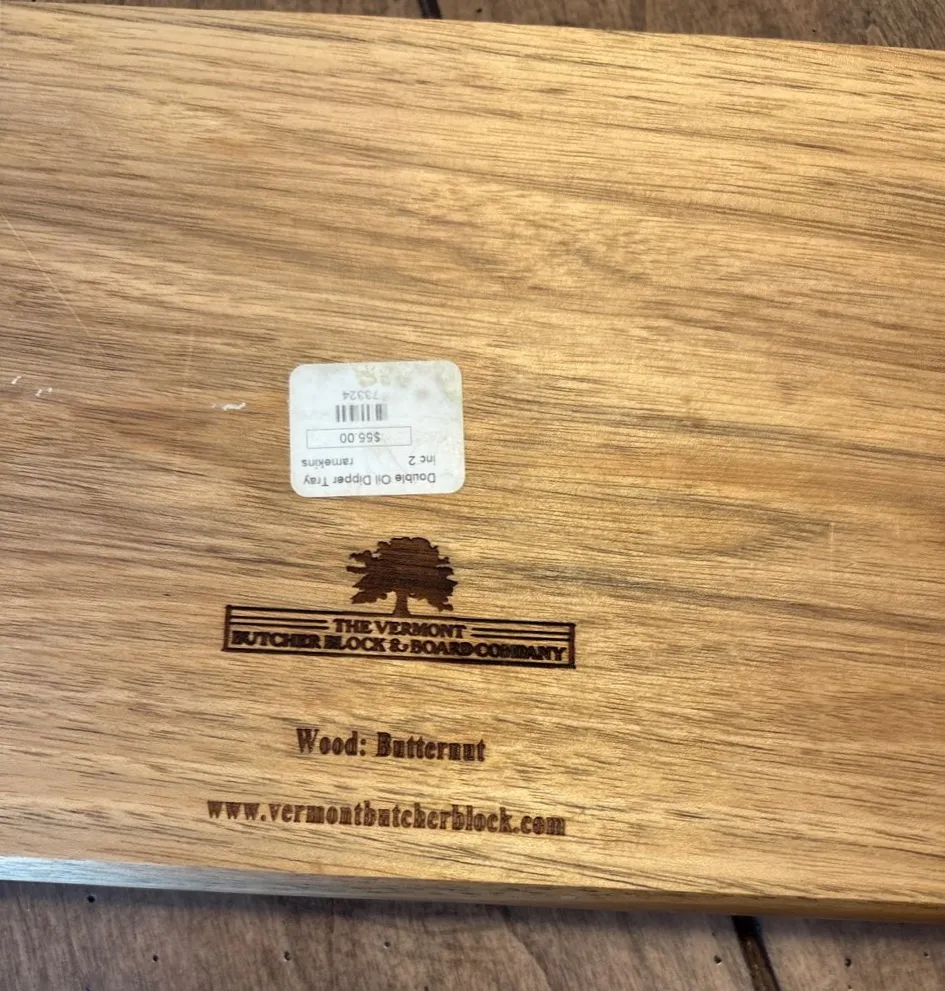 Double Oil Dipper Tray
inc 2 ramekins
$55.00
73324
THE VERMONT
BUTCHER BLOCK & BOARD COMPANY
Wood: Butternut
www.vermontbutcherblock.com